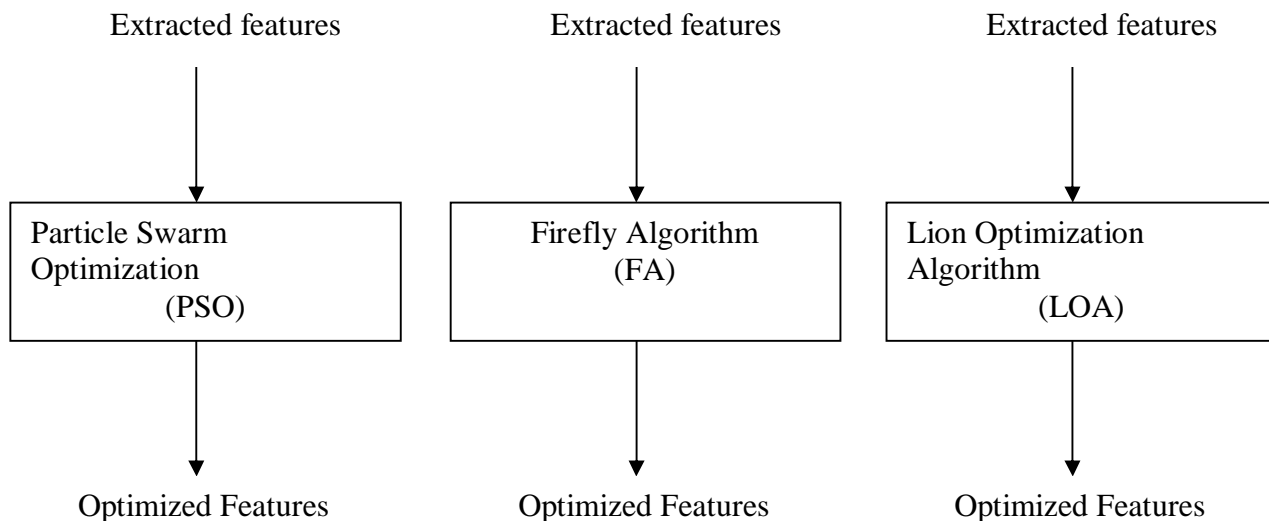 Extracted features
Extracted features
Extracted features
Particle Swarm
Optimization
(PSO)
Firefly Algorithm
(FA)
Lion Optimization
Algorithm
(LOA)
Optimized Features
Optimized Features
Optimized Features